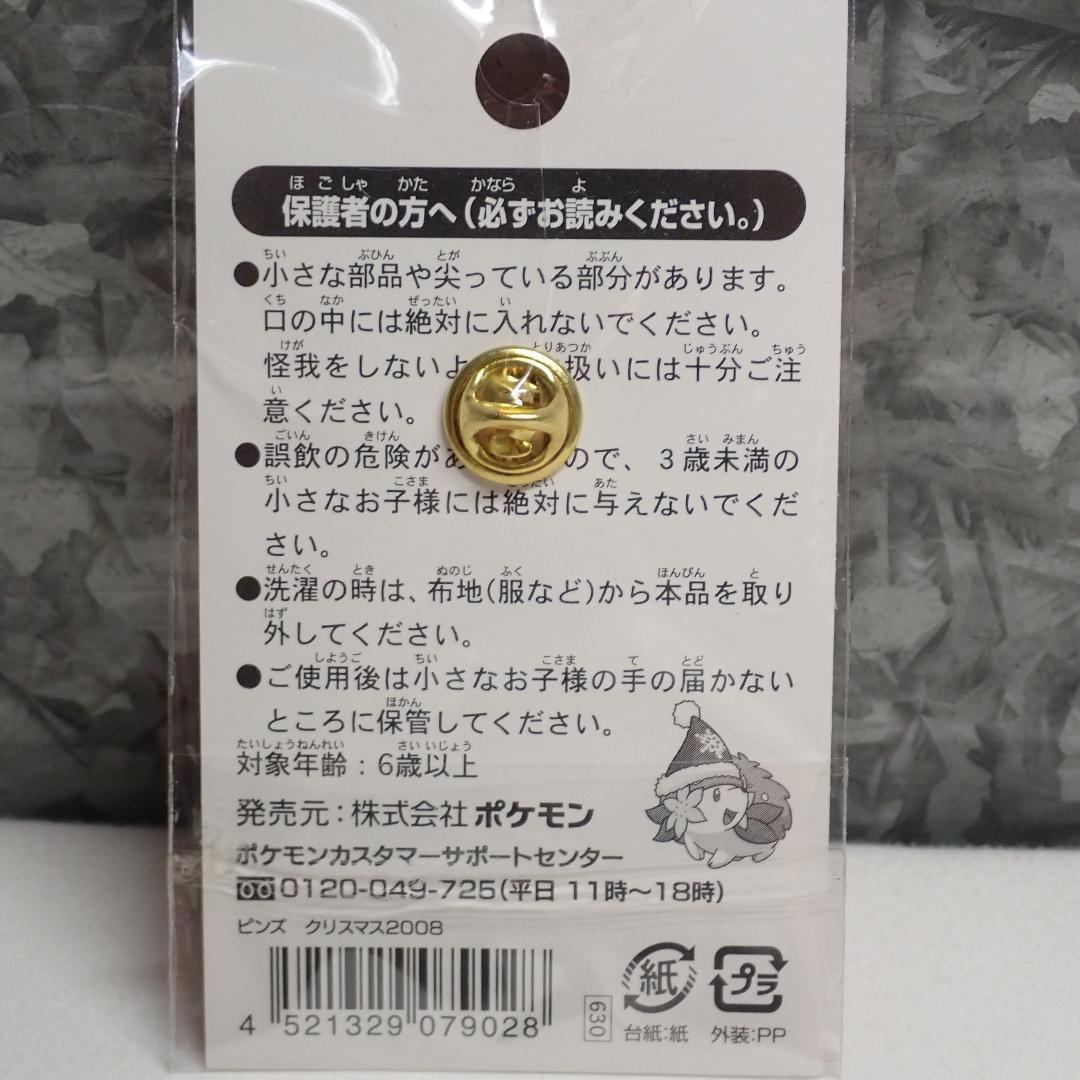 保護者の方へ(必ずお読みください。)
●小さな部品や尖っている部分があります。
口の中には絶対に入れないでください。
怪我をしないよ 扱いには十分ご注
意ください。
●誤飲の危険があ ので、3歳未満の
小さなお子様には絶対に与えないでくだ
さい。
●洗濯の時は、布地(服など)から本品を取り
外してください。
●ご使用後は小さなお子様の手の届かない
ところに保管してください。
対象年齢:6歳以上
発売元:株式会社 ポケモン
ポケモンカスタマーサポートセンター
0120-049-725(平日 11時～18時)
ピンズ クリスマス2008
4 521329 079028
630
紙
台紙:紙
プラ
外装:PP